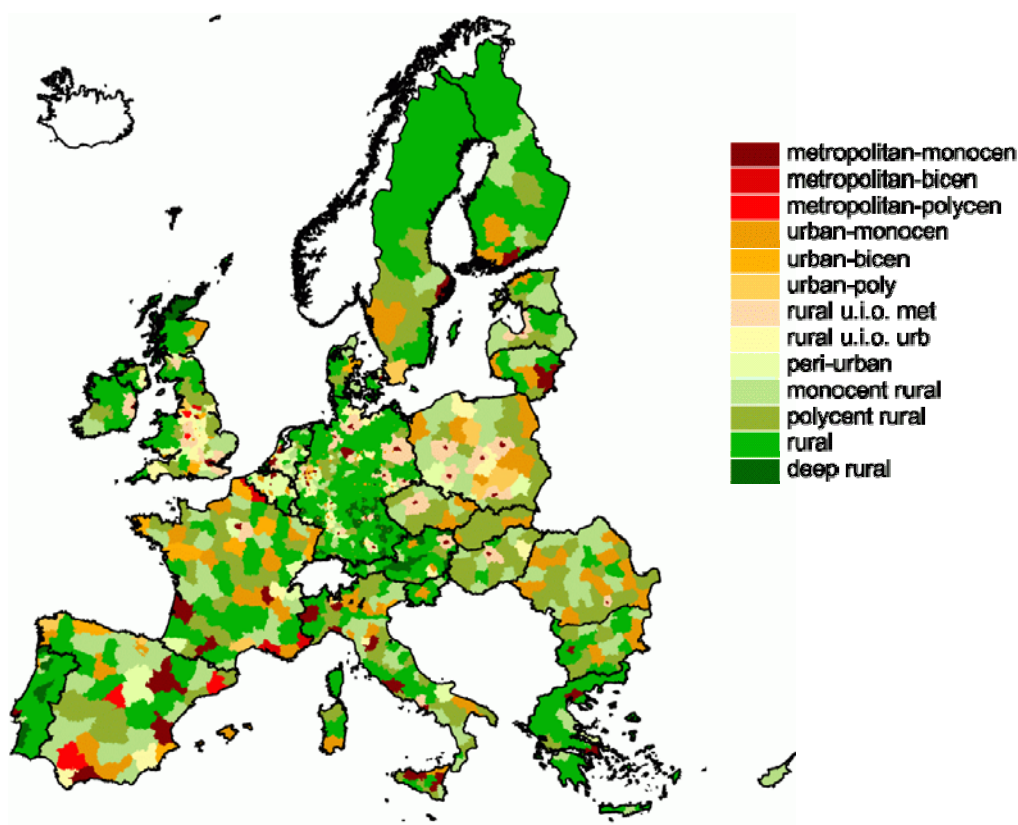 metropolitan-monocen
metropolitan-bicen
metropolitan-polycen
urban-monocen
urban-bicen
urban-poly
rural u.i.o. met
rural u.i.o. urb
peri-urban
monocent rural
polycent rural
rural
deep rural